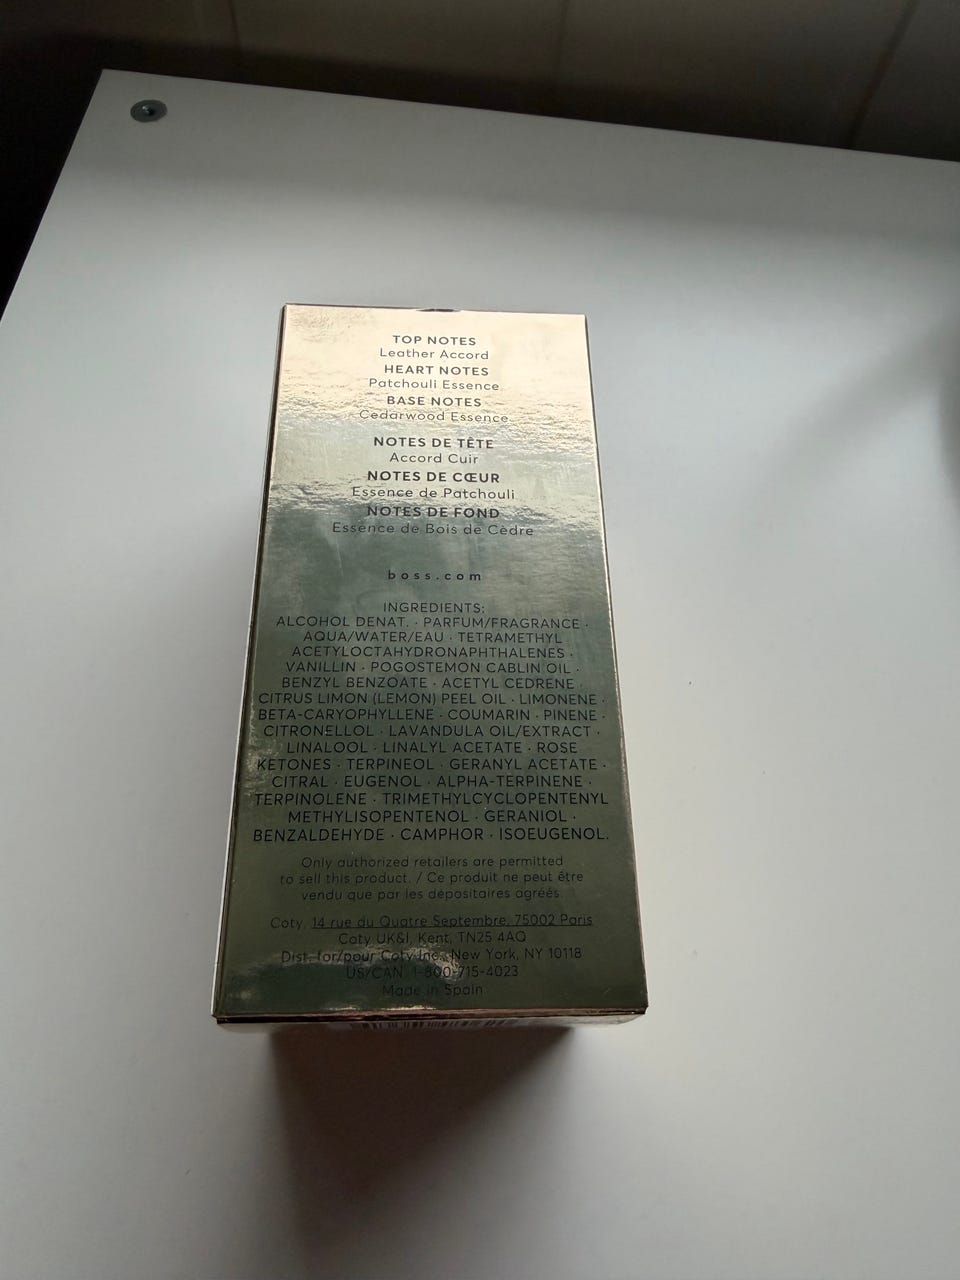 TOP NOTES
Leather Accord
HEART NOTES
Patchouli Essence
BASE NOTES
Cedarwood Essence
NOTES DE TÊTE
Accord Cuir
NOTES DE CŒUR
Essence de Patchouli
NOTES DE FOND
Essence de Bois de Cèdre
boss.com
INGREDIENTS:
ALCOHOL DENAT. · PARFUM/FRAGRANCE ·
AQUA/WATER/EAU · TETRAMETHYL
ACETYLOCTAHYDRONAPHTHALENES ·
VANILLIN · POGOSTEMON CABLIN OIL ·
BENZYL BENZOATE · ACETYL CEDRENE ·
CITRUS LIMON (LEMON) PEEL OIL · LIMONENE ·
BETA-CARYOPHYLLENE · COUMARIN · PINENE ·
CITRONELLOL · LAVANDULA OIL/EXTRACT ·
LINALOOL · LINALYL ACETATE · ROSE
KETONES · TERPINEOL · GERANYL ACETATE ·
CITRAL · EUGENOL · ALPHA-TERPINENE ·
TERPINOLENE · TRIMETHYLCYCLOPENTENYL
METHYLISOPENTENOL · GERANIOL ·
BENZALDEHYDE · CAMPHOR · ISOEUGENOL.
Only authorized retailers are permitted
to sell this product. / Ce produit ne peut être
vendu que par les dépositaires agréés.
Coty, 14 rue du Quatre Septembre, 75002 Paris
Coty UK&I, Kent, TN25 4AQ
Dist. for/pour Coty Inc., New York, NY 10118
US/CAN. 1-800-715-4023
Made in Spain